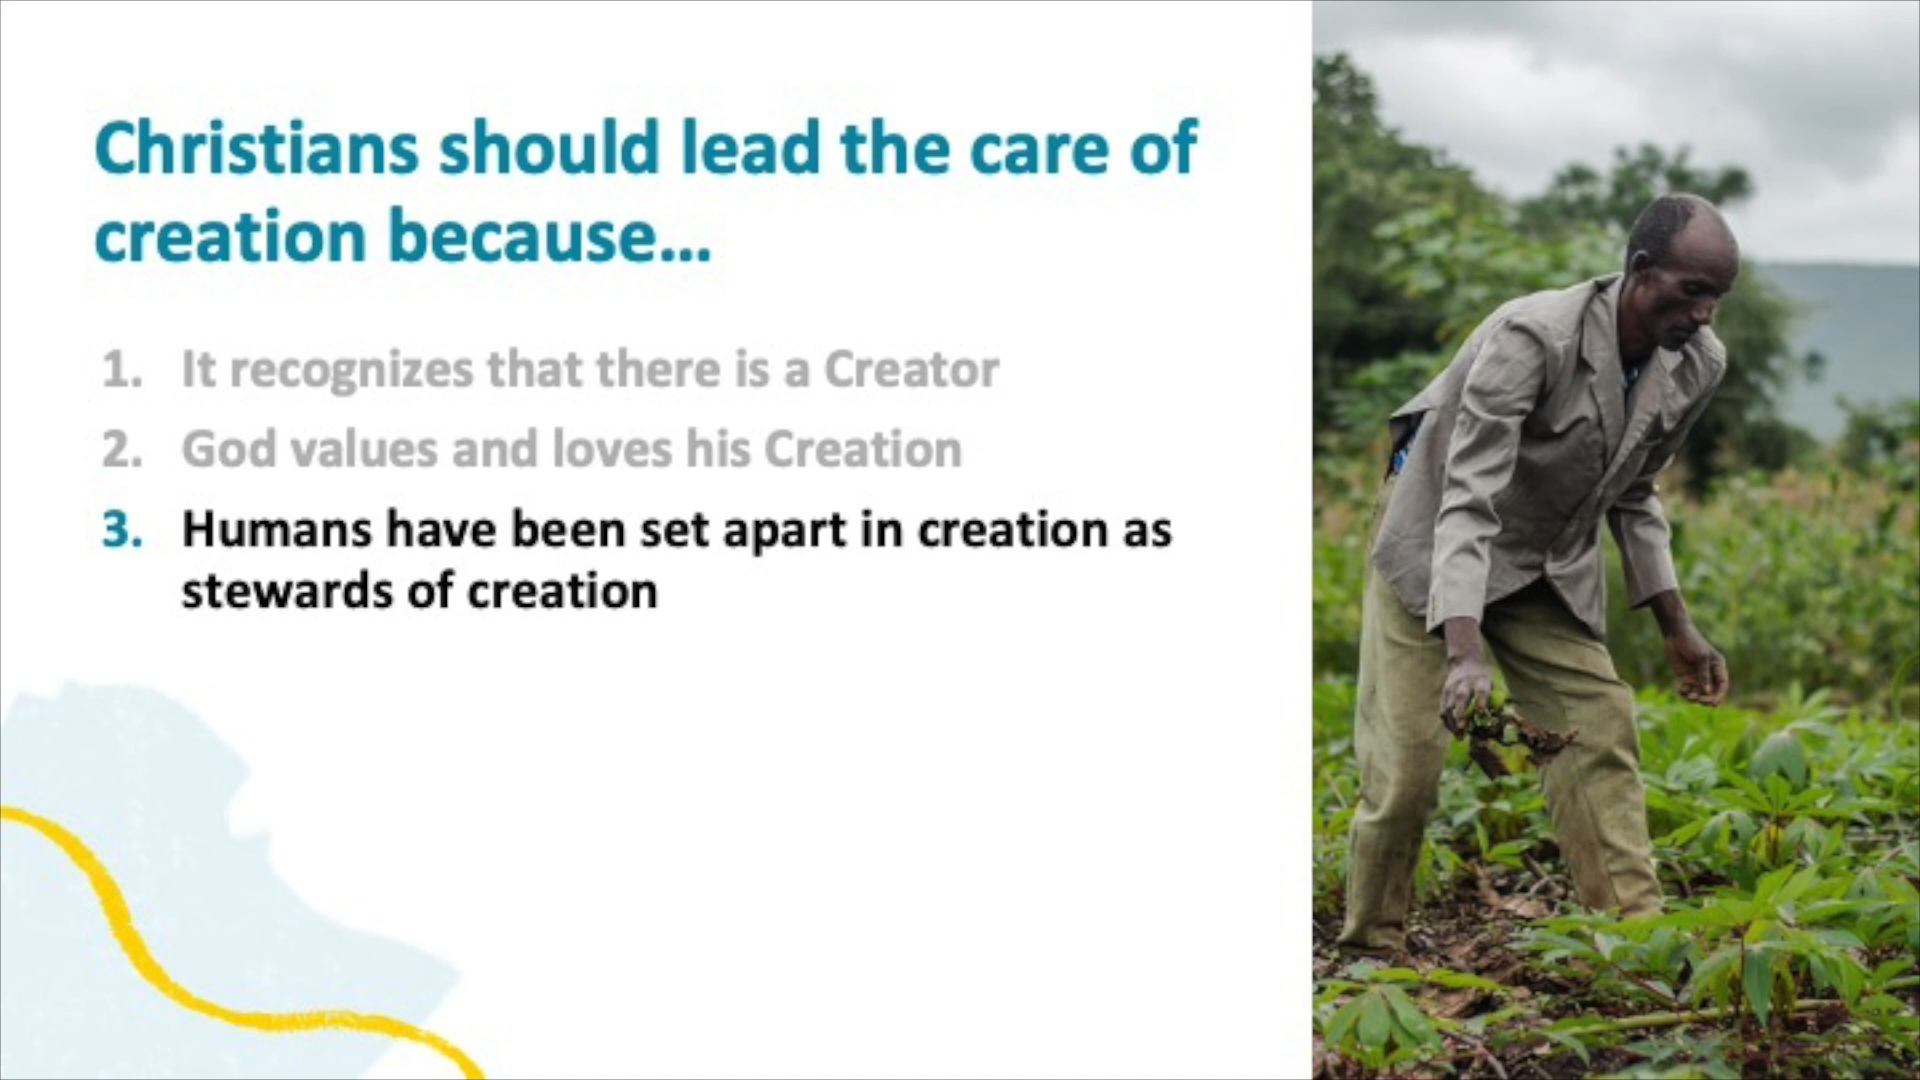 Christians should lead the care of
creation because...
1. It recognizes that there is a Creator
2. God values and loves his Creation
3. Humans have been set apart in creation as
stewards of creation